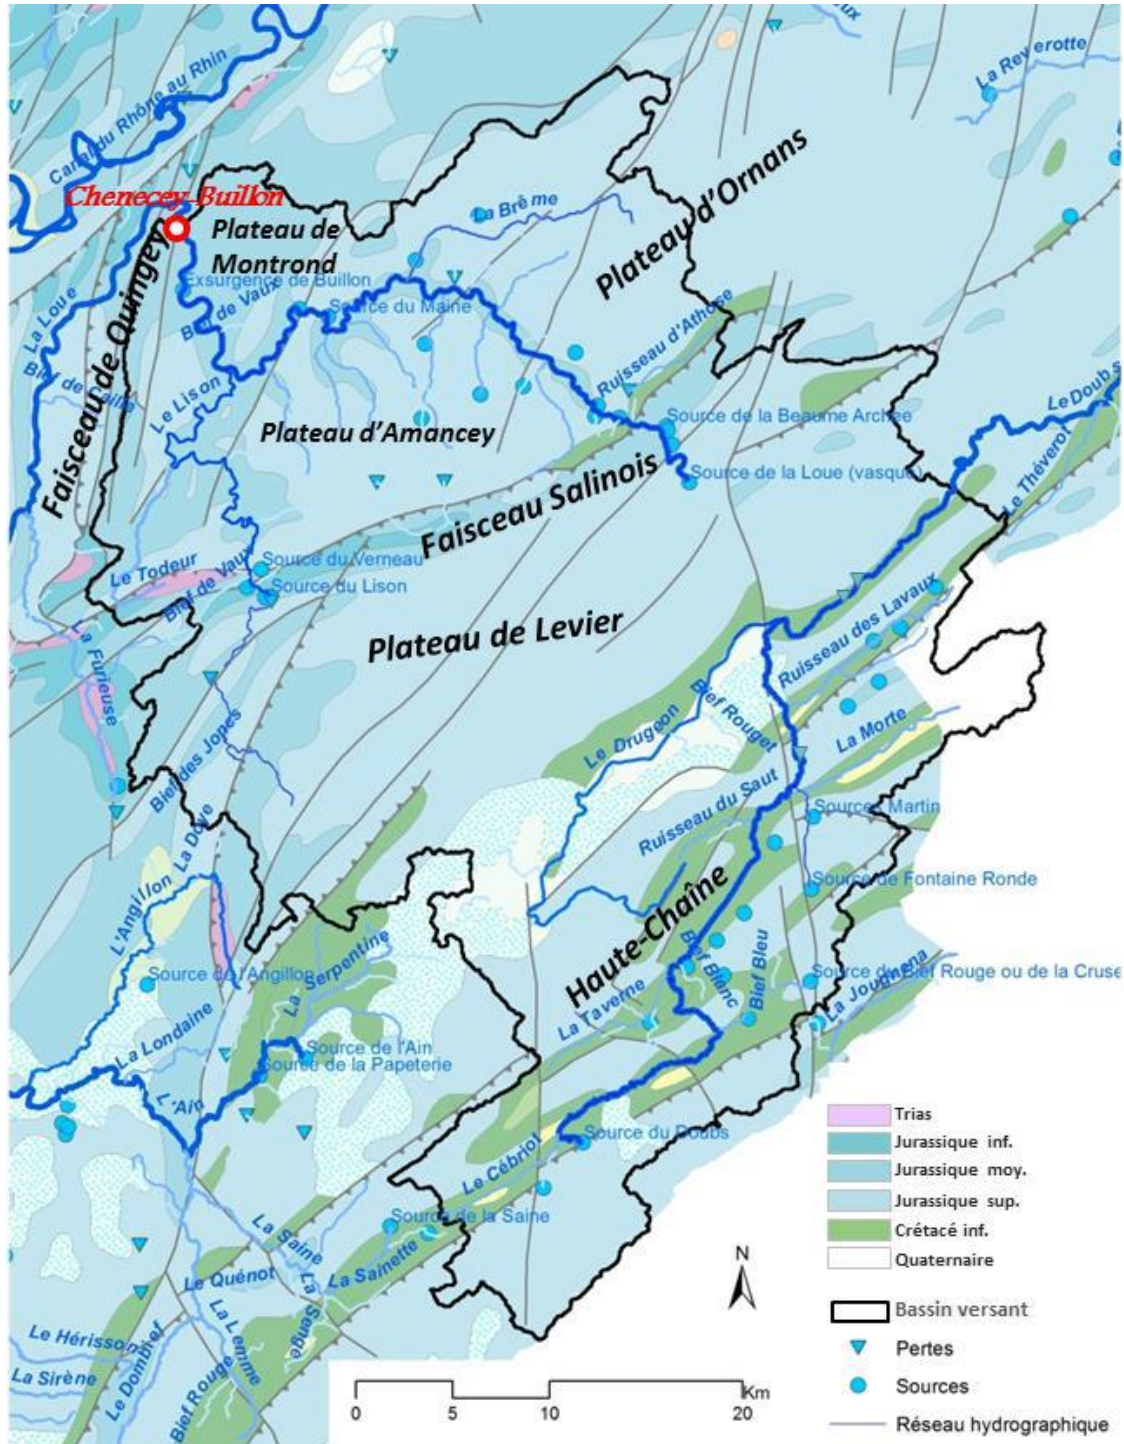 La Reverotte
Canal du Rhône au Rhin
Chenecey-Buillon
Plateau de
Montrond
La Brême
Plateau d'Ornans
Exsurgence de Buillon
Bief de Vaux
Source du Maine
La Loue
Bief de Caille
Faisceau de Quingey
Le Lison
Ruisseau d'Athose
Le Doubs
Plateau d'Amancey
Source de la Beaume Archée
Source de la Loue (vasque)
Le Théverot
Faisceau Salinois
Source du Verneau
Le Todeur
Bief de Vau
Source du Lison
Plateau de Levier
La Furieuse
Ruisseau des Lavaux
Bief Rouget
Le Drugeon
La Morte
Bief des Jones
Ruisseau du Saut
Source Martin
La Doye
Source de Fontaine Ronde
L'Angillon
Haute-Chaîne
La Serpentine
Source de l'Angillon
Bief Blanc
Bief Bleu
Source du Bief Rouge ou de la Cruse
La Jougnena
La Taverne
La Londaine
Source de l'Ain
Source de la Papeterie
L'Ain
Source du Doubs
Le Cébriot
Source de la Saine
La Saine
La Sainette
Le Quénot
La Senge
La Lemme
Le Hérisson
Le Dombief
La Sirène
Bief Rouge
Trias
Jurassique inf.
Jurassique moy.
Jurassique sup.
Crétacé inf.
Quaternaire
Bassin versant
Pertes
Sources
Réseau hydrographique
N
Km
0 5 10 20